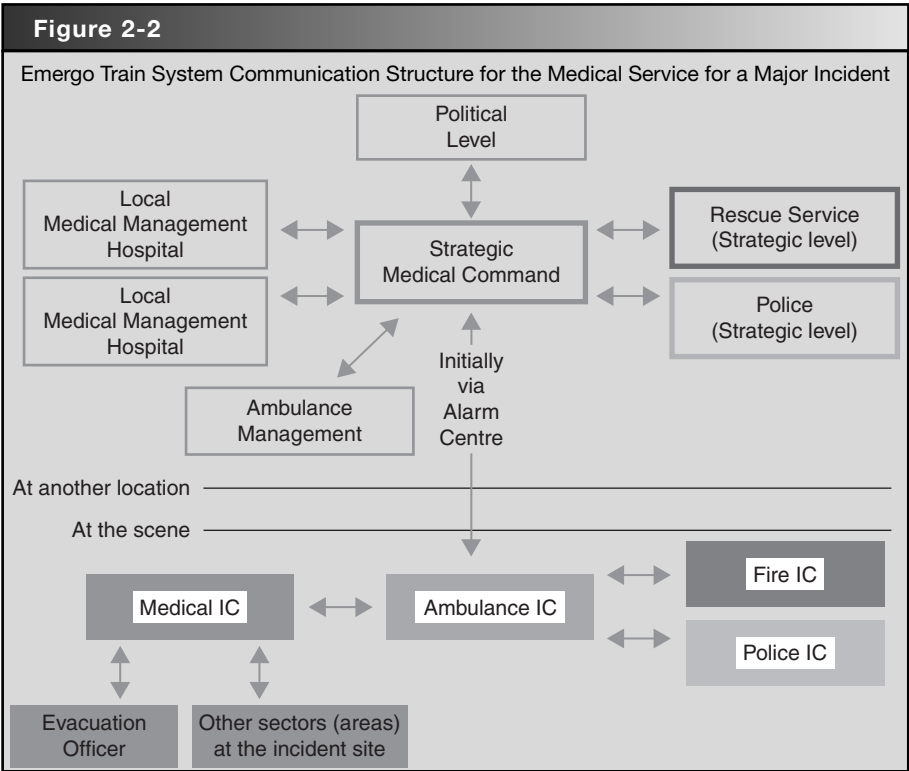 Figure 2-2
Emergo Train System Communication Structure for the Medical Service for a Major Incident
Political
Level
Local
Medical Management
Hospital
Strategic
Medical Command
Rescue Service
(Strategic level)
Local
Medical Management
Hospital
Police
(Strategic level)
Initially
via
Alarm
Centre
Ambulance
Management
At another location
At the scene
Medical IC
Ambulance IC
Fire IC
Police IC
Evacuation
Officer
Other sectors (areas)
at the incident site